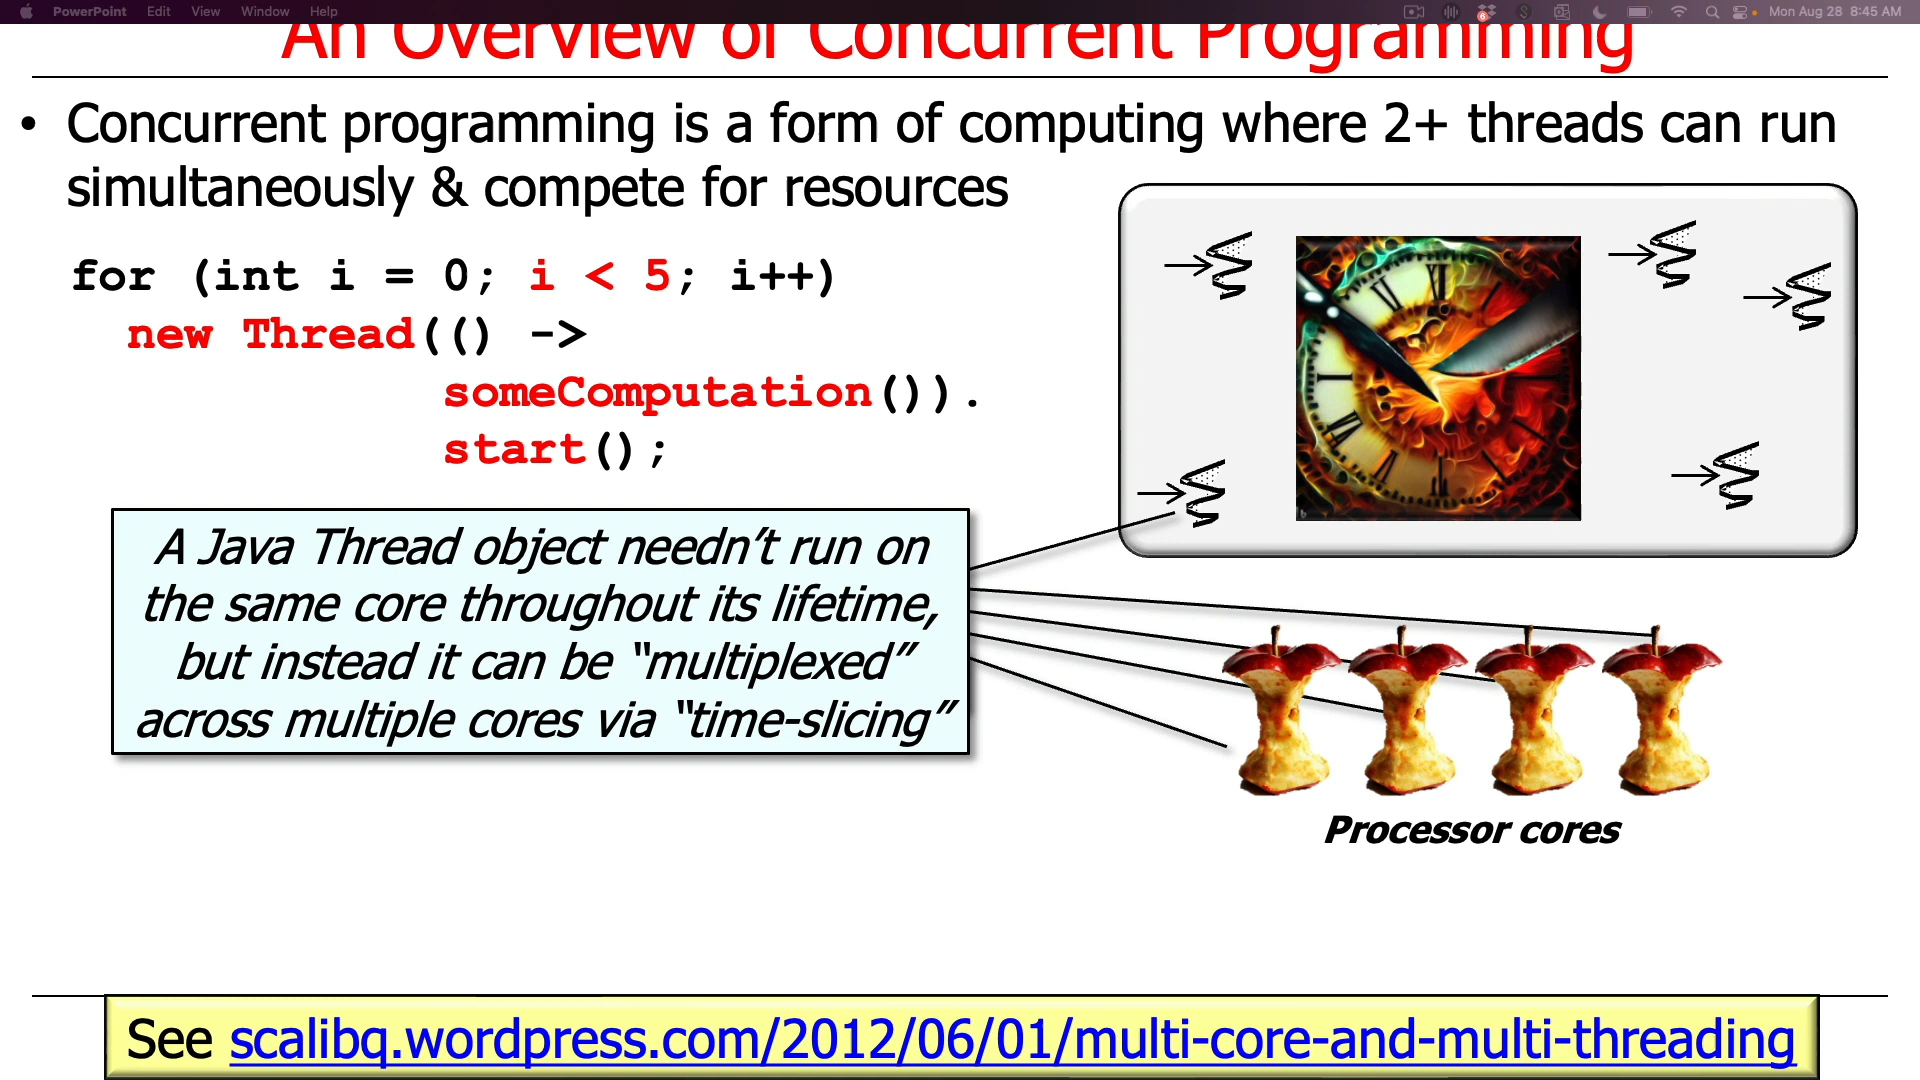 PowerPoint Edit View Window Help
6
Mon Aug 28 8:45 AM
An Overview of Concurrent Programming
• Concurrent programming is a form of computing where 2+ threads can run
simultaneously & compete for resources
for (int i = 0; i < 5; i++)
new Thread(() ->
someComputation()).
start();
A Java Thread object needn’t run on
the same core throughout its lifetime,
but instead it can be “multiplexed”
across multiple cores via “time-slicing”
Processor cores
See scalibq.wordpress.com/2012/06/01/multi-core-and-multi-threading